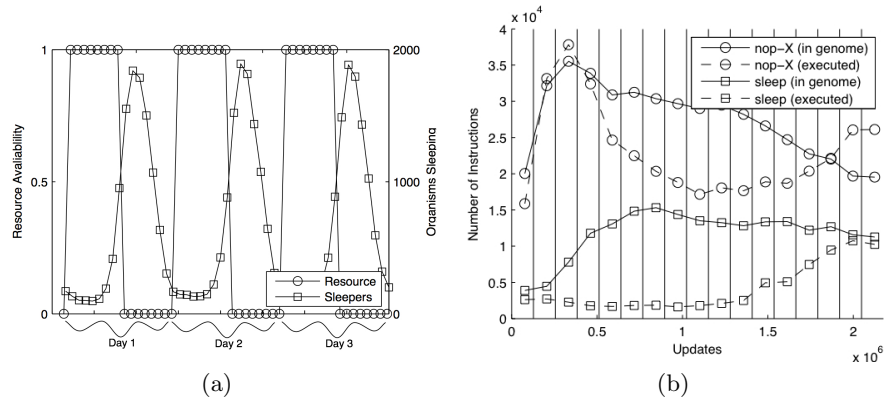 1
0.5
0
Resource Availability
2000
1000
0
Organisms Sleeping
Resource
Sleepers
Day 1
Day 2
Day 3
(a)
x 10^4
4
3.5
3
2.5
2
1.5
1
0.5
0
Number of Instructions
nop-X (in genome)
nop-X (executed)
sleep (in genome)
sleep (executed)
0
0.5
1
1.5
2
Updates
x 10^6
(b)